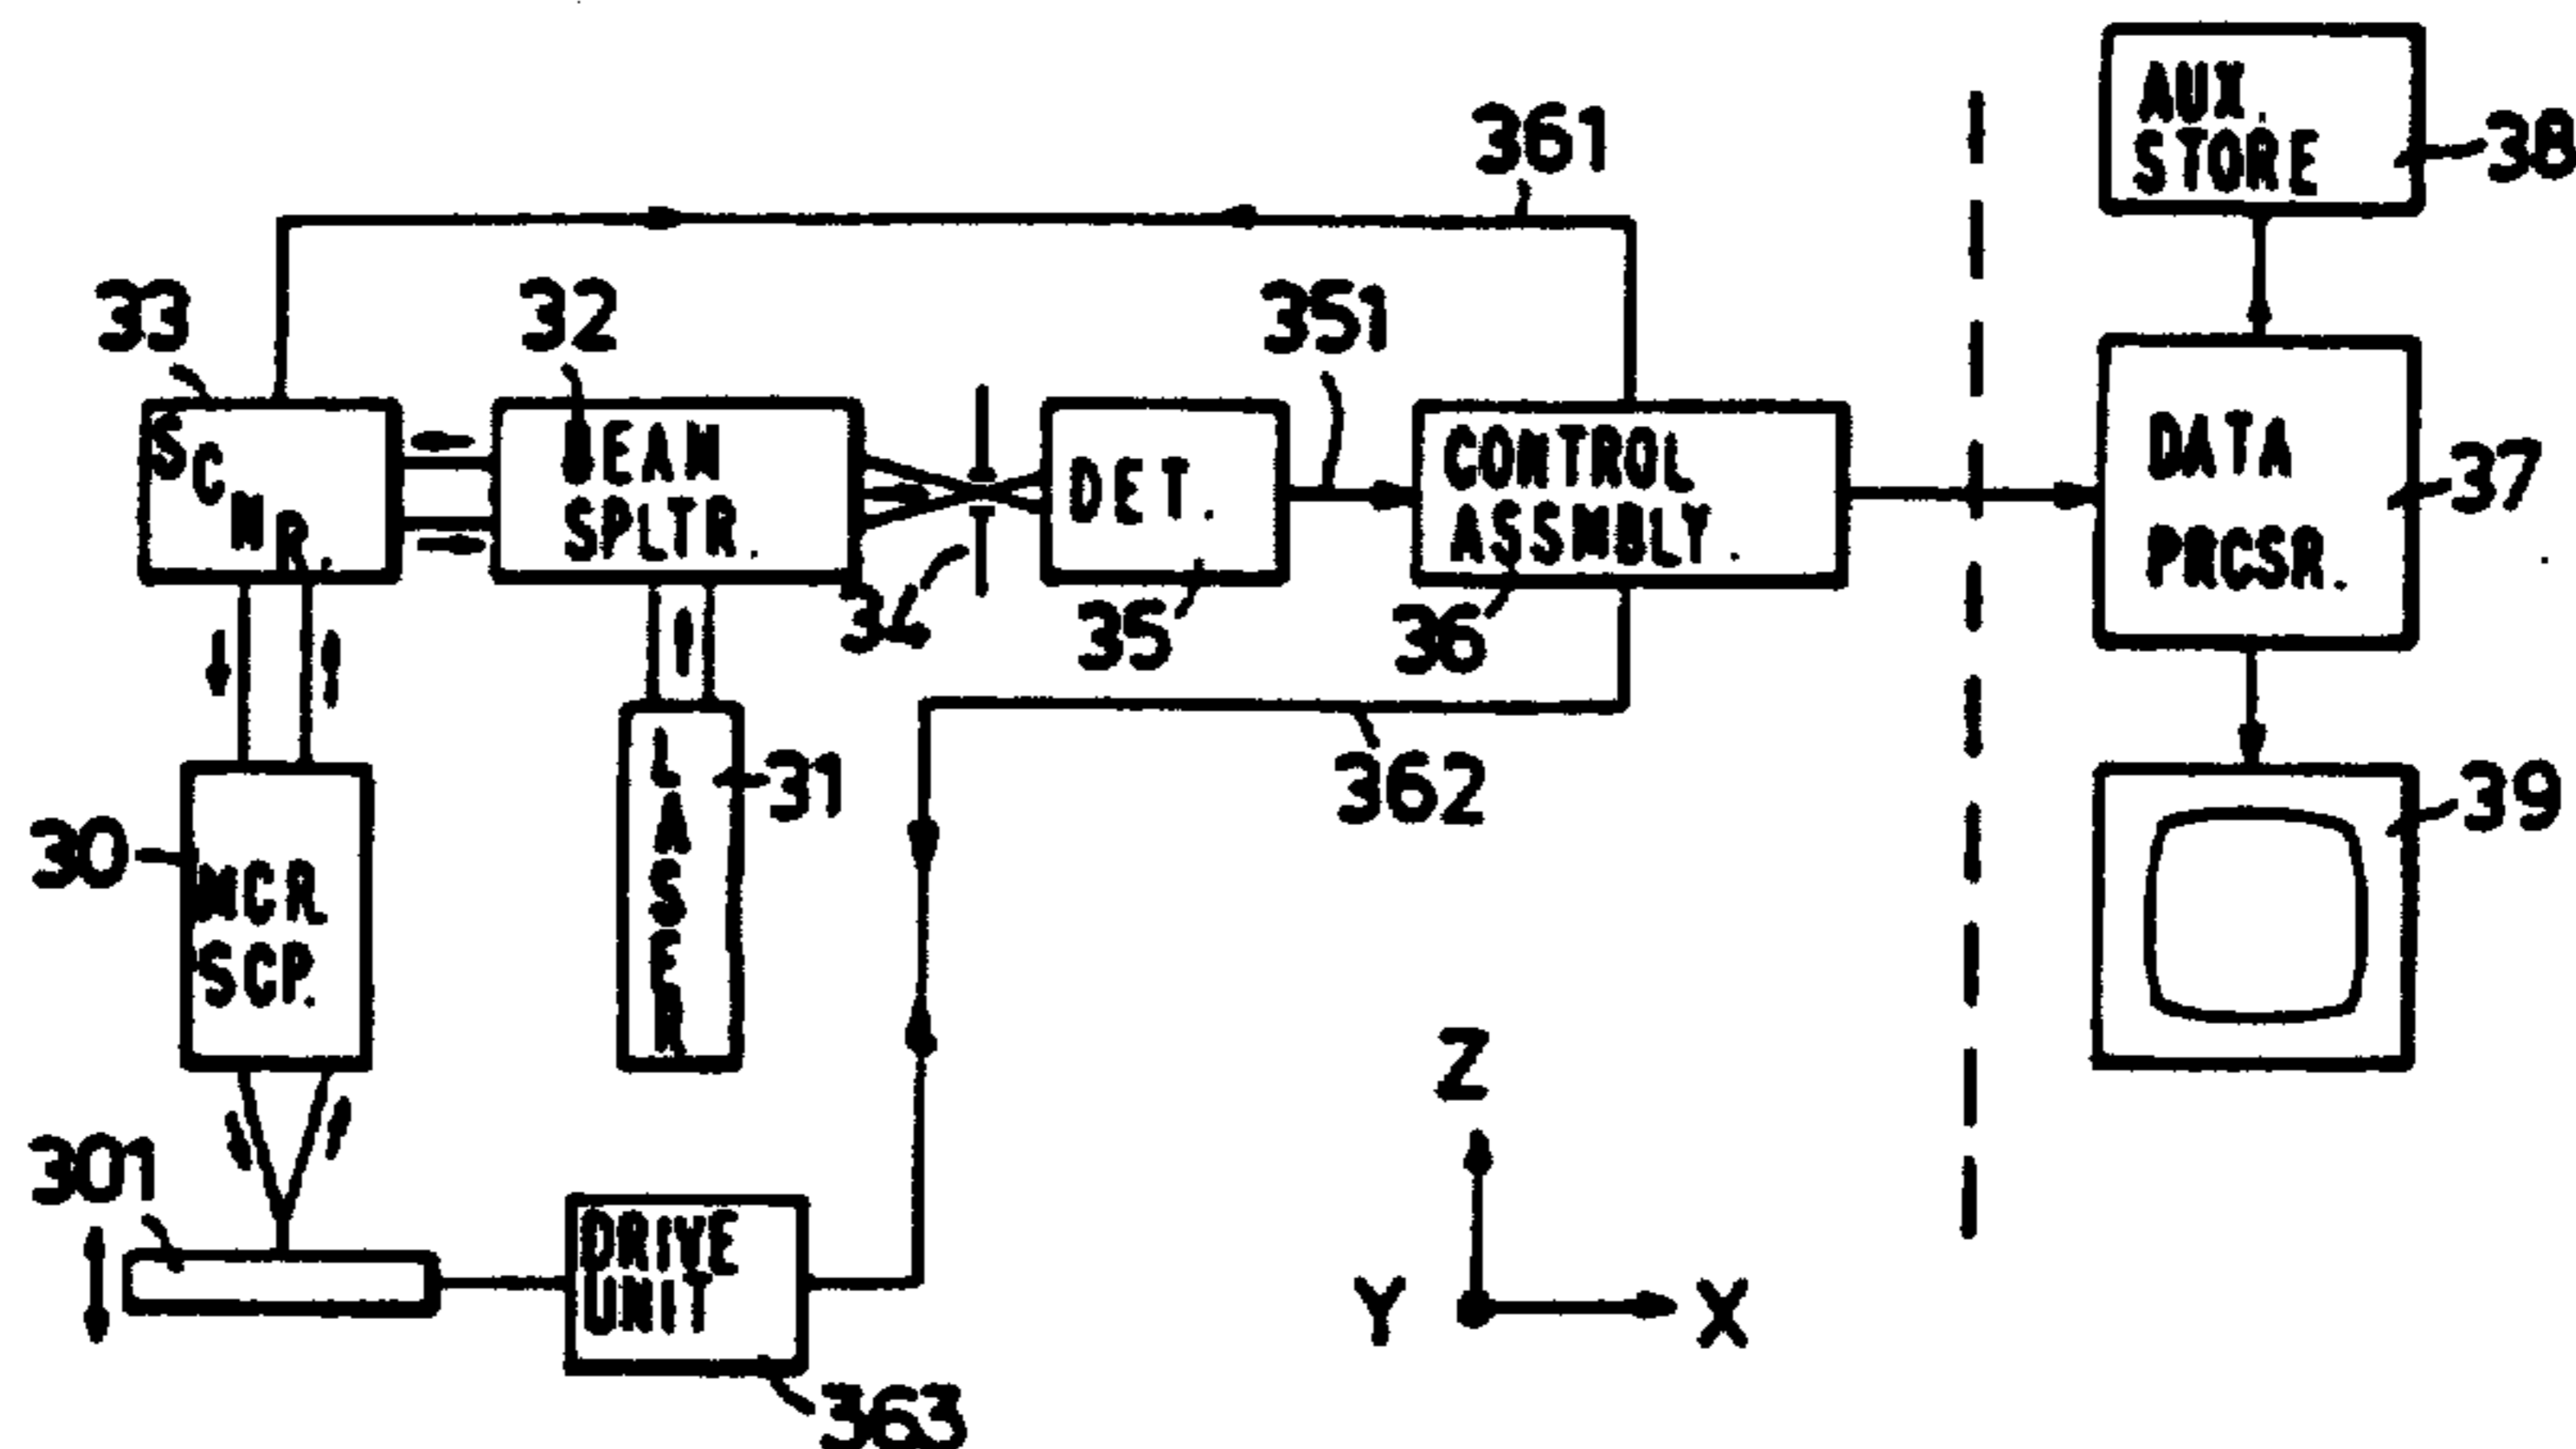 AUX.
STORE
38
361
33
32
351
SCNR.
BEAM
SPLTR.
DET.
CONTROL
ASSMBLY.
DATA
PRCSR.
37
34
35
36
LASER
31
362
39
30
MCR
SCP.
301
DRIVE
UNIT
363
Z
Y
X